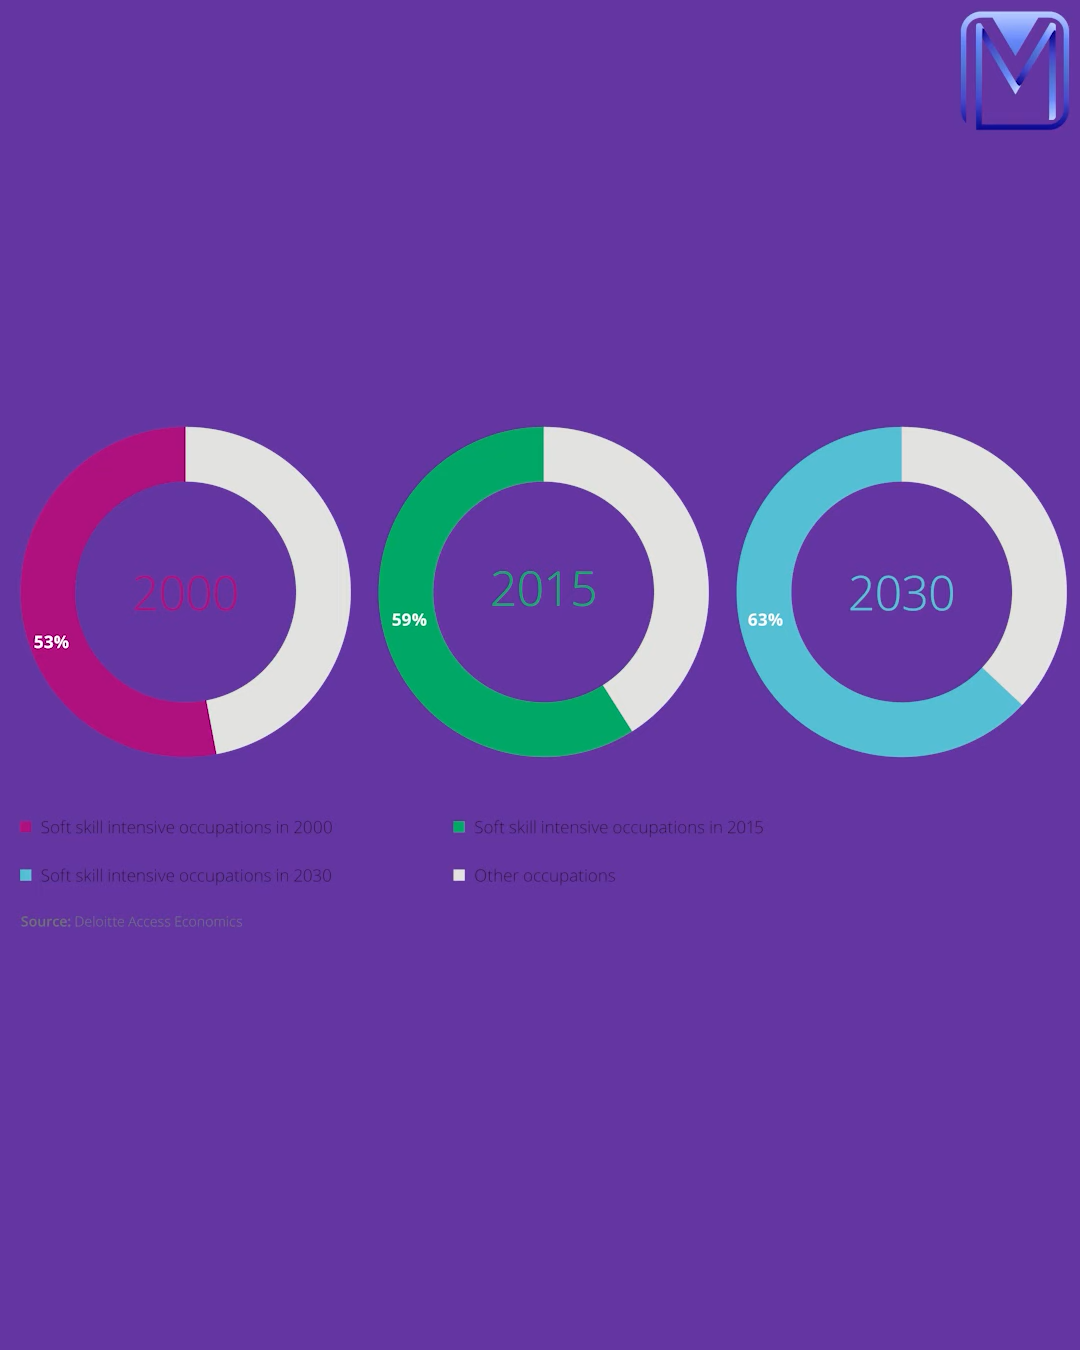 M
2000
53%
2015
59%
2030
63%
Soft skill intensive occupations in 2000
Soft skill intensive occupations in 2015
Soft skill intensive occupations in 2030
Other occupations
Source: Deloitte Access Economics